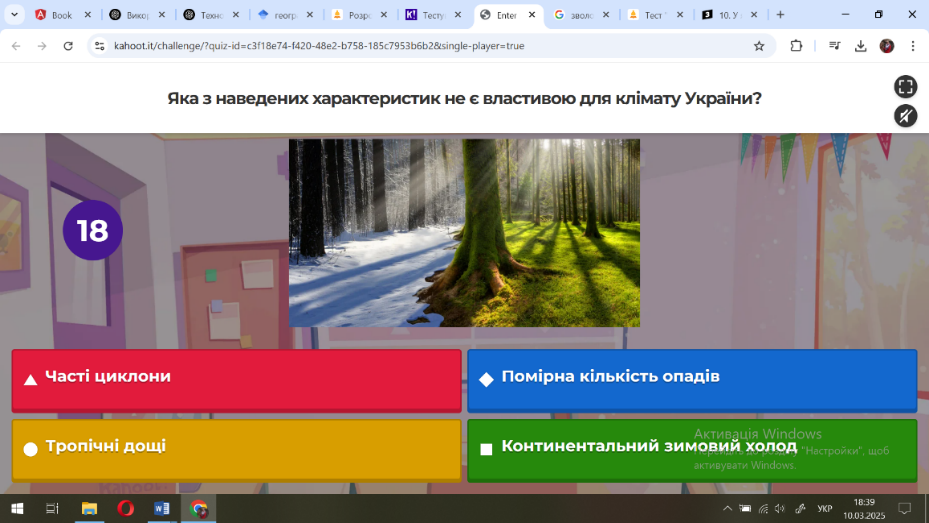 Book
Викор
Техно
геогра
Розро
Тесту
Enter
зволо
Тест
10. У
kahoot.it/challenge/?quiz-id=c3f18e74-f420-48e2-b758-185c7953b6b2&single-player=true
Яка з наведених характеристик не є властивою для клімату України?
18
Часті циклони
Помірна кількість опадів
Тропічні дощі
Континентальний зимовий холод
Активація Windows
Перейдіть до розділу "Настройки", щоб
активувати Windows.
18:39
УКР
10.03.2025